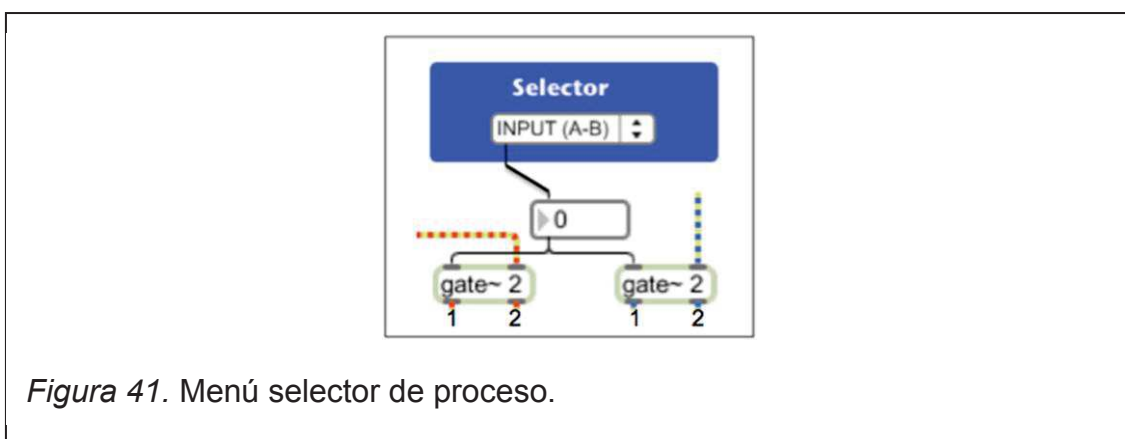 Selector
INPUT (A-B)
0
gate~ 2 gate~ 2
1 2 1 2
Figura 41. Menú selector de proceso.